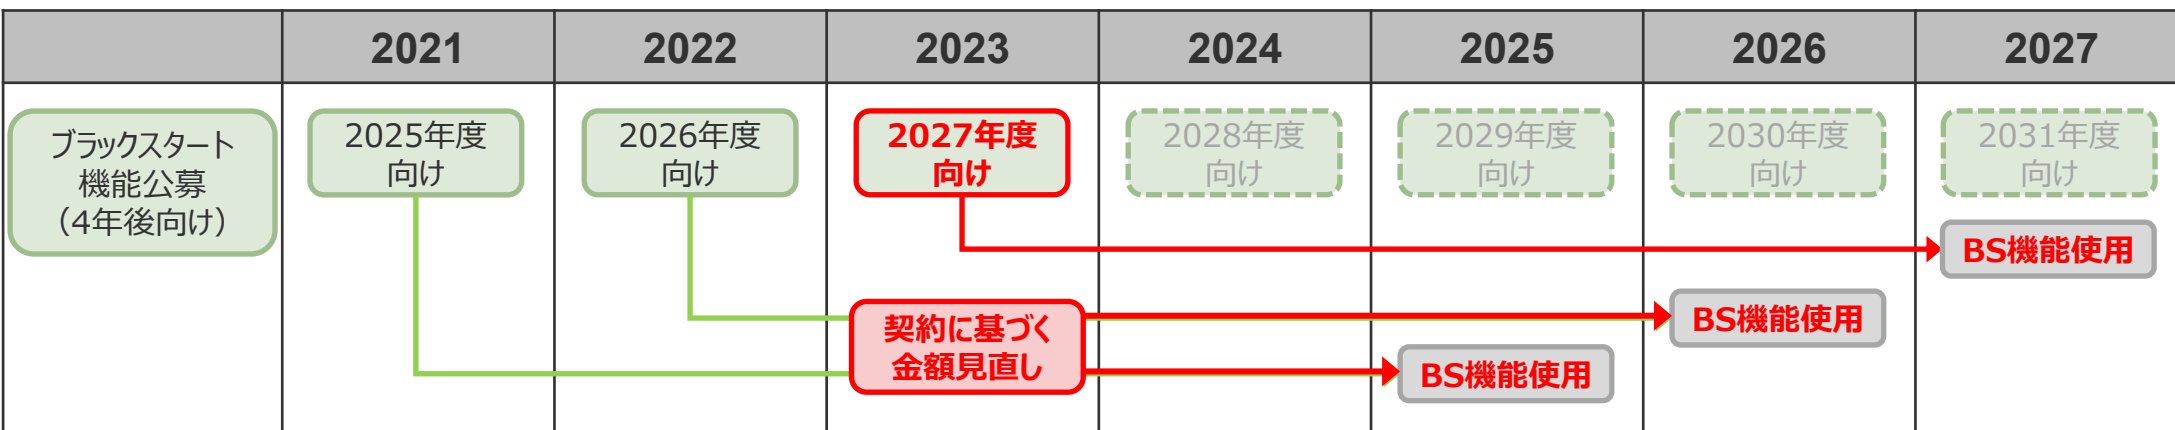 2021 2022 2023 2024 2025 2026 2027
ブラックスタート
機能公募
（4年後向け）
2025年度
向け
2026年度
向け
2027年度
向け
2028年度
向け
2029年度
向け
2030年度
向け
2031年度
向け
BS機能使用
契約に基づく
金額見直し
BS機能使用
BS機能使用